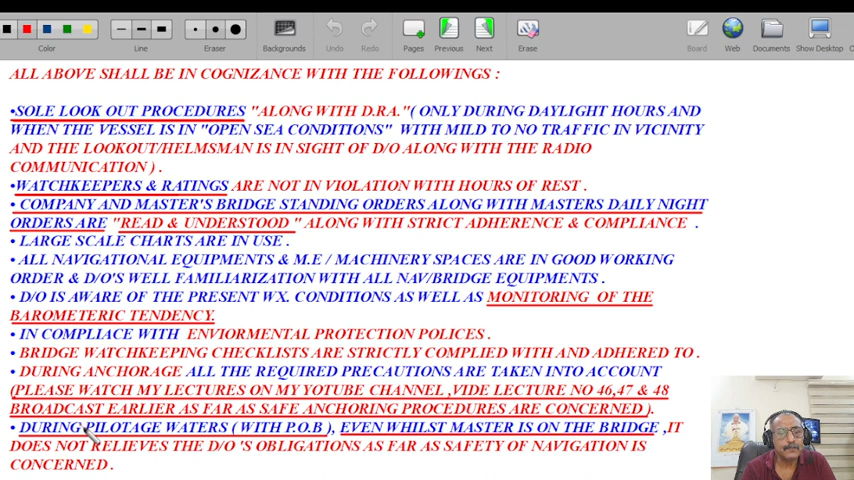 Color
Line
Eraser
Backgrounds
Undo
Redo
Pages
Previous
Next
Erase
Board
Web
Documents
Show Desktop
ALL ABOVE SHALL BE IN COGNIZANCE WITH THE FOLLOWINGS :
•SOLE LOOK OUT PROCEDURES "ALONG WITH D.RA."( ONLY DURING DAYLIGHT HOURS AND
WHEN THE VESSEL IS IN "OPEN SEA CONDITIONS" WITH MILD TO NO TRAFFIC IN VICINITY
AND THE LOOKOUT/HELMSMAN IS IN SIGHT OF D/O ALONG WITH THE RADIO
COMMUNICATION ) .
•WATCHKEEPERS & RATINGS ARE NOT IN VIOLATION WITH HOURS OF REST .
• COMPANY AND MASTER'S BRIDGE STANDING ORDERS ALONG WITH MASTERS DAILY NIGHT
ORDERS ARE "READ & UNDERSTOOD " ALONG WITH STRICT ADHERENCE & COMPLIANCE .
• LARGE SCALE CHARTS ARE IN USE .
• ALL NAVIGATIONAL EQUIPMENTS & M.E / MACHINERY SPACES ARE IN GOOD WORKING
ORDER & D/O'S WELL FAMILIARIZATION WITH ALL NAV/BRIDGE EQUIPMENTS .
• D/O IS AWARE OF THE PRESENT WX. CONDITIONS AS WELL AS MONITORING OF THE
BAROMETERIC TENDENCY.
• IN COMPLIACE WITH ENVIORMENTAL PROTECTION POLICES .
• BRIDGE WATCHKEEPING CHECKLISTS ARE STRICTLY COMPLIED WITH AND ADHERED TO .
• DURING ANCHORAGE ALL THE REQUIRED PRECAUTIONS ARE TAKEN INTO ACCOUNT
(PLEASE WATCH MY LECTURES ON MY YOTUBE CHANNEL ,VIDE LECTURE NO 46,47 & 48
BROADCAST EARLIER AS FAR AS SAFE ANCHORING PROCEDURES ARE CONCERNED ).
• DURING PILOTAGE WATERS ( WITH P.O.B ), EVEN WHILST MASTER IS ON THE BRIDGE ,IT
DOES NOT RELIEVES THE D/O 'S OBLIGATIONS AS FAR AS SAFETY OF NAVIGATION IS
CONCERNED .